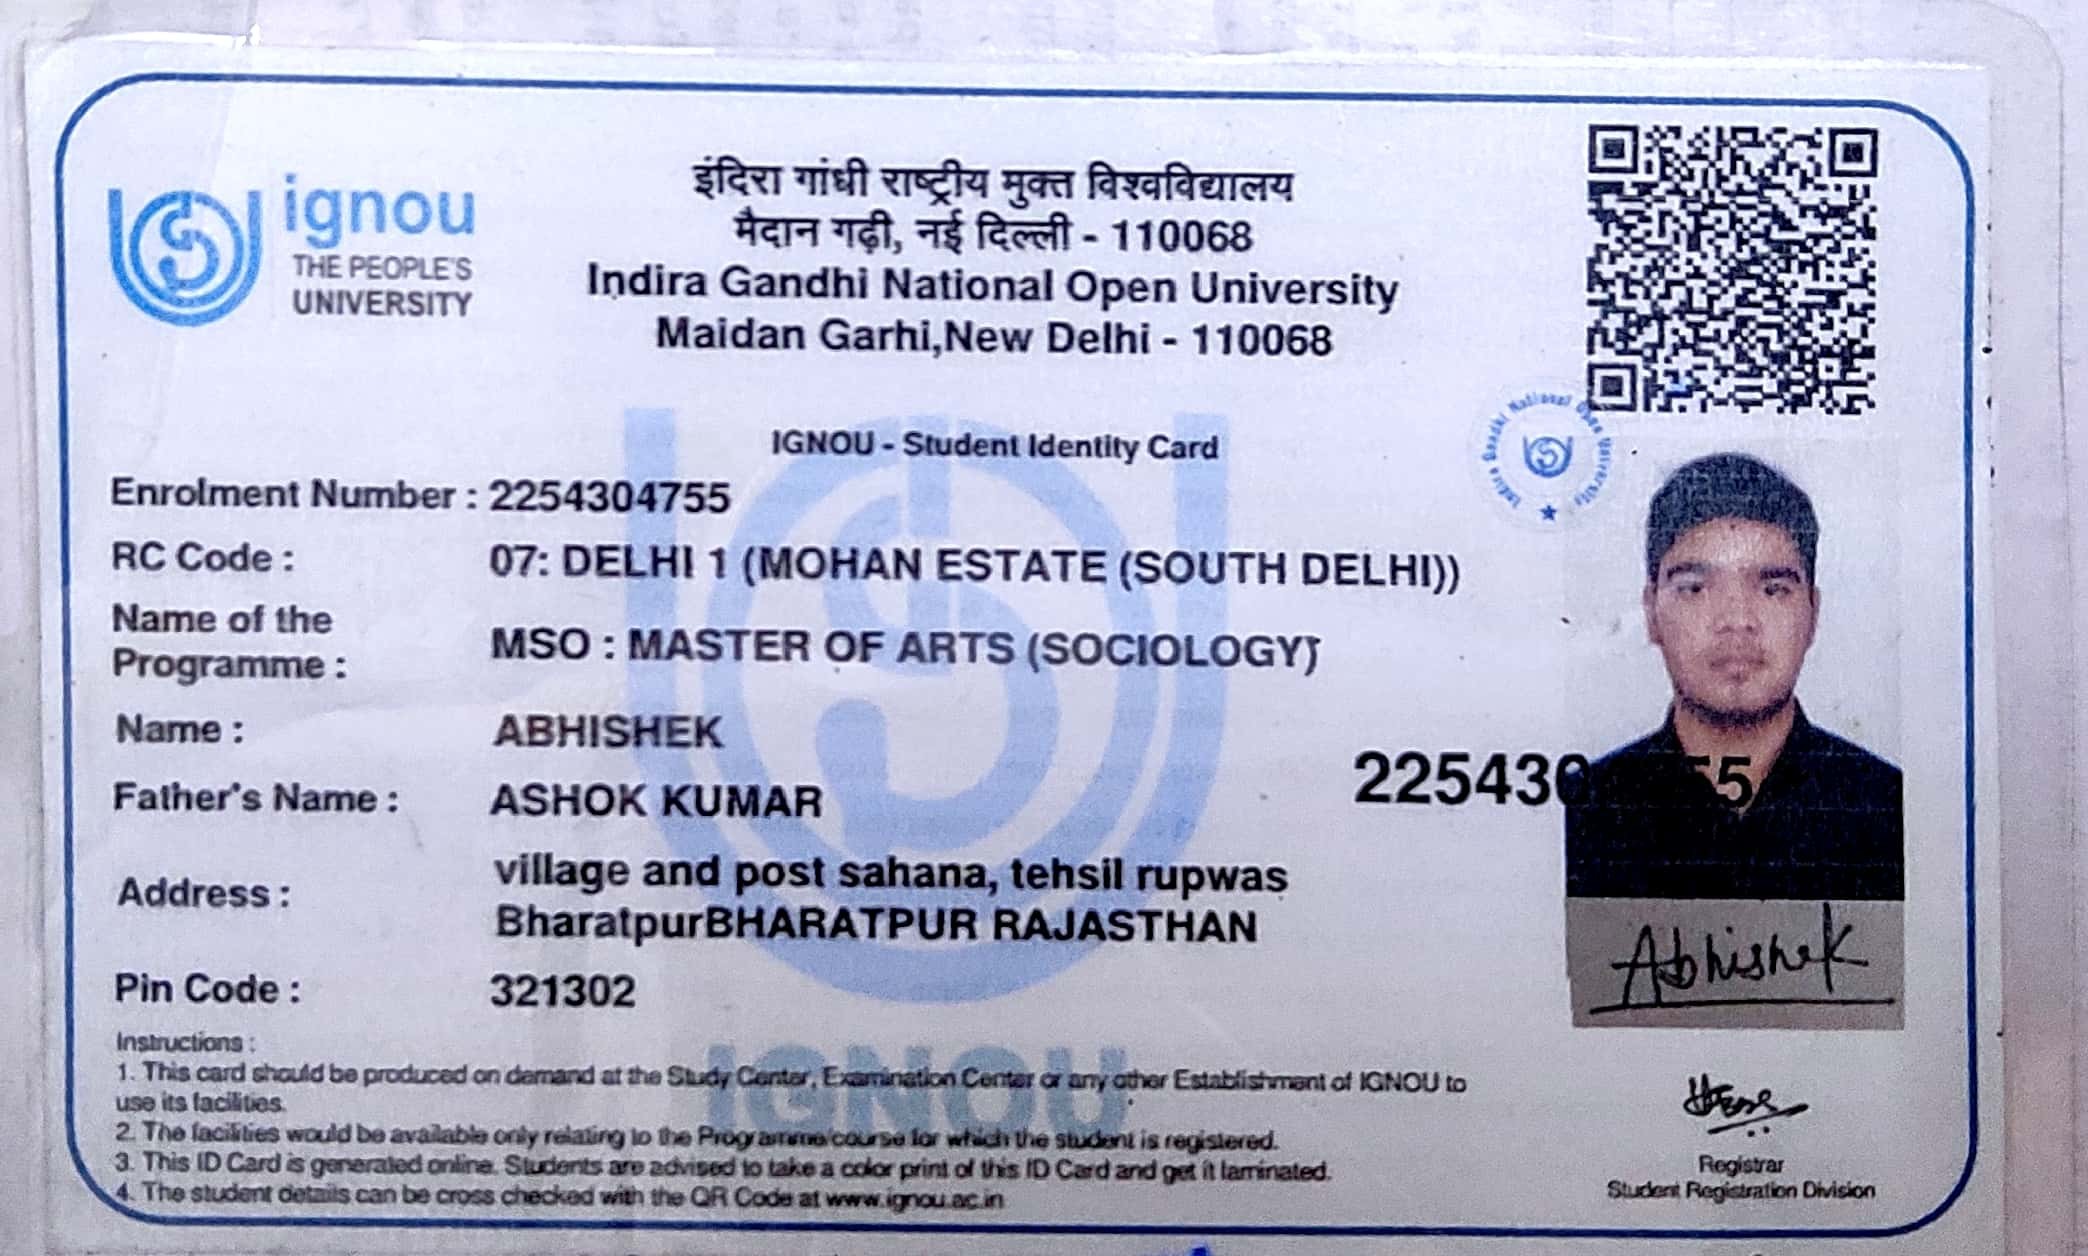 ignou
THE PEOPLE'S
UNIVERSITY
इंदिरा गांधी राष्ट्रीय मुक्त विश्वविद्यालय
मैदान गढ़ी, नई दिल्ली - 110068
Indira Gandhi National Open University
Maidan Garhi,New Delhi - 110068
Indira Gandhi National Open University
IGNOU - Student Identity Card
Enrolment Number : 2254304755
RC Code : 07: DELHI 1 (MOHAN ESTATE (SOUTH DELHI))
Name of the
Programme : MSO : MASTER OF ARTS (SOCIOLOGY)
Name : ABHISHEK
Father's Name : ASHOK KUMAR
225430 55
Address : village and post sahana, tehsil rupwas
BharatpurBHARATPUR RAJASTHAN
Abhishek
Pin Code : 321302
IGNOU
Instructions :
1. This card should be produced on demand at the Study Center, Examination Center or any other Establishment of IGNOU to
use its facilities.
2. The facilities would be available only relating to the Programme/course for which the student is registered.
3. This ID Card is generated online. Students are advised to take a color print of this ID Card and get it laminated.
4. The student details can be cross checked with the QR Code at www.ignou.ac.in
Registrar
Student Registration Division